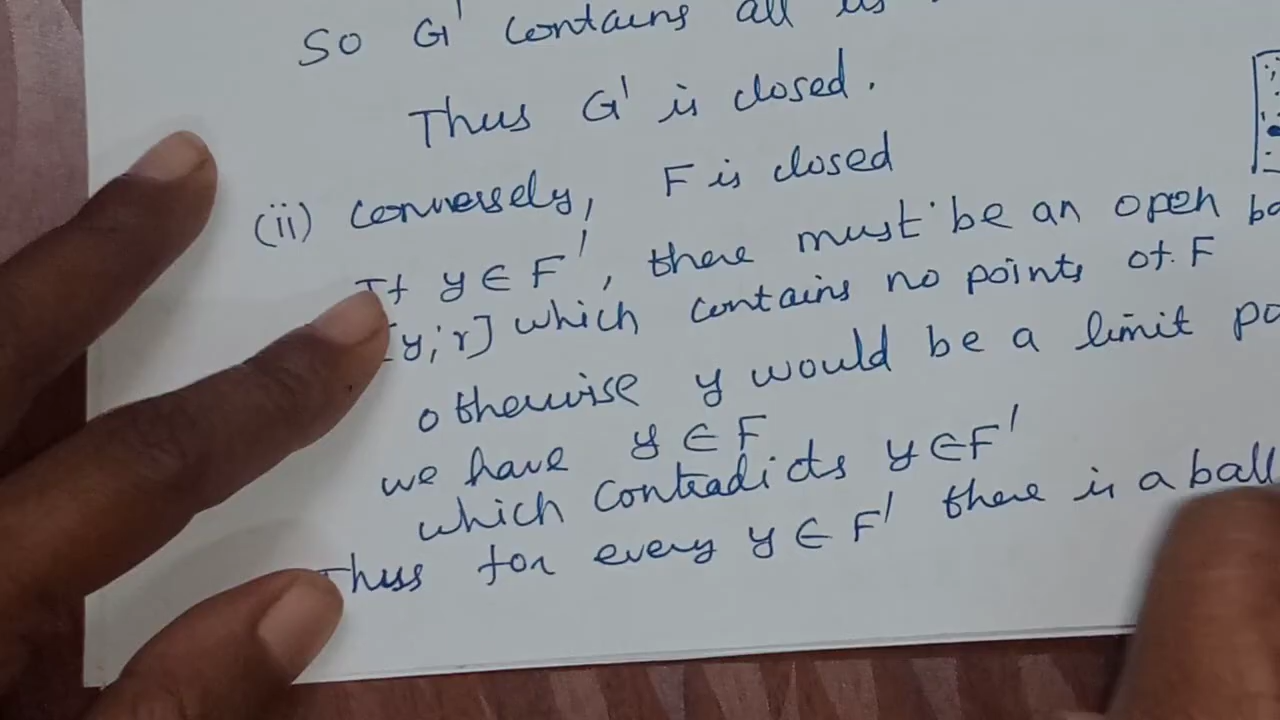 So G' contains all its
Thus G' is closed.
(ii) conversely, F is closed
If y ∈ F', there must be an open
[y; r] which contains no points of F
otherwise y would be a limit
we have y ∈ F
which contradicts y ∈ F'
Thus for every y ∈ F' there is a ball